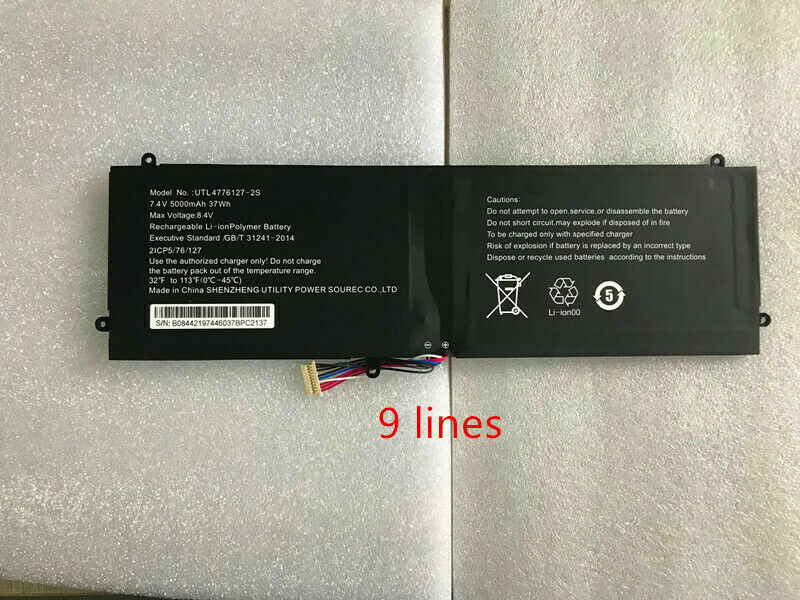 Model No. :UTL4776127-2S
7.4V 5000mAh 37Wh
Max Voltage:8.4V
Rechargeable Li-ionPolymer Battery
Executive Standard /GB/T 31241-2014
2ICP5/76/127
Use the authorized charger only! Do not charge
the battery pack out of the temperature range.
32°F to 113°F(0℃-45℃)
Made in China SHENZHENG UTILITY POWER SOUREC CO.,LTD
S/N: B08442197446037BPC2137
Cautions:
Do not attempt to open.service,or disassemble the battery
Do not short circuit,may explode if disposed of in fire
To be charged only with specified charger
Risk of explosion if battery is replaced by an incorrect type
Dispose or recycle used batteries according to the instructions
Li-ion00
5
- +
9 lines